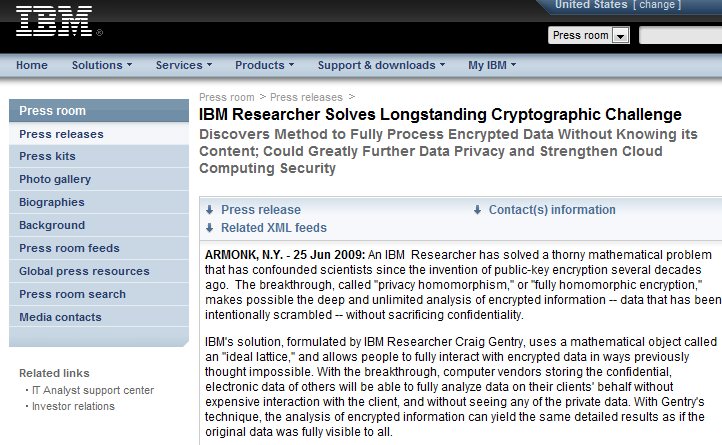 United States [ change ]
IBM®
Press room
Home Solutions Services Products Support & downloads My IBM
Press room
Press releases
Press kits
Photo gallery
Biographies
Background
Press room feeds
Global press resources
Press room search
Media contacts
Related links
· IT Analyst support center
· Investor relations
Press room > Press releases >
IBM Researcher Solves Longstanding Cryptographic Challenge
Discovers Method to Fully Process Encrypted Data Without Knowing its
Content; Could Greatly Further Data Privacy and Strengthen Cloud
Computing Security
Press release Contact(s) information
Related XML feeds
ARMONK, N.Y. - 25 Jun 2009: An IBM Researcher has solved a thorny mathematical problem
that has confounded scientists since the invention of public-key encryption several decades
ago. The breakthrough, called "privacy homomorphism," or "fully homomorphic encryption,"
makes possible the deep and unlimited analysis of encrypted information -- data that has been
intentionally scrambled -- without sacrificing confidentiality.
IBM's solution, formulated by IBM Researcher Craig Gentry, uses a mathematical object called
an "ideal lattice," and allows people to fully interact with encrypted data in ways previously
thought impossible. With the breakthrough, computer vendors storing the confidential,
electronic data of others will be able to fully analyze data on their clients' behalf without
expensive interaction with the client, and without seeing any of the private data. With Gentry's
technique, the analysis of encrypted information can yield the same detailed results as if the
original data was fully visible to all.